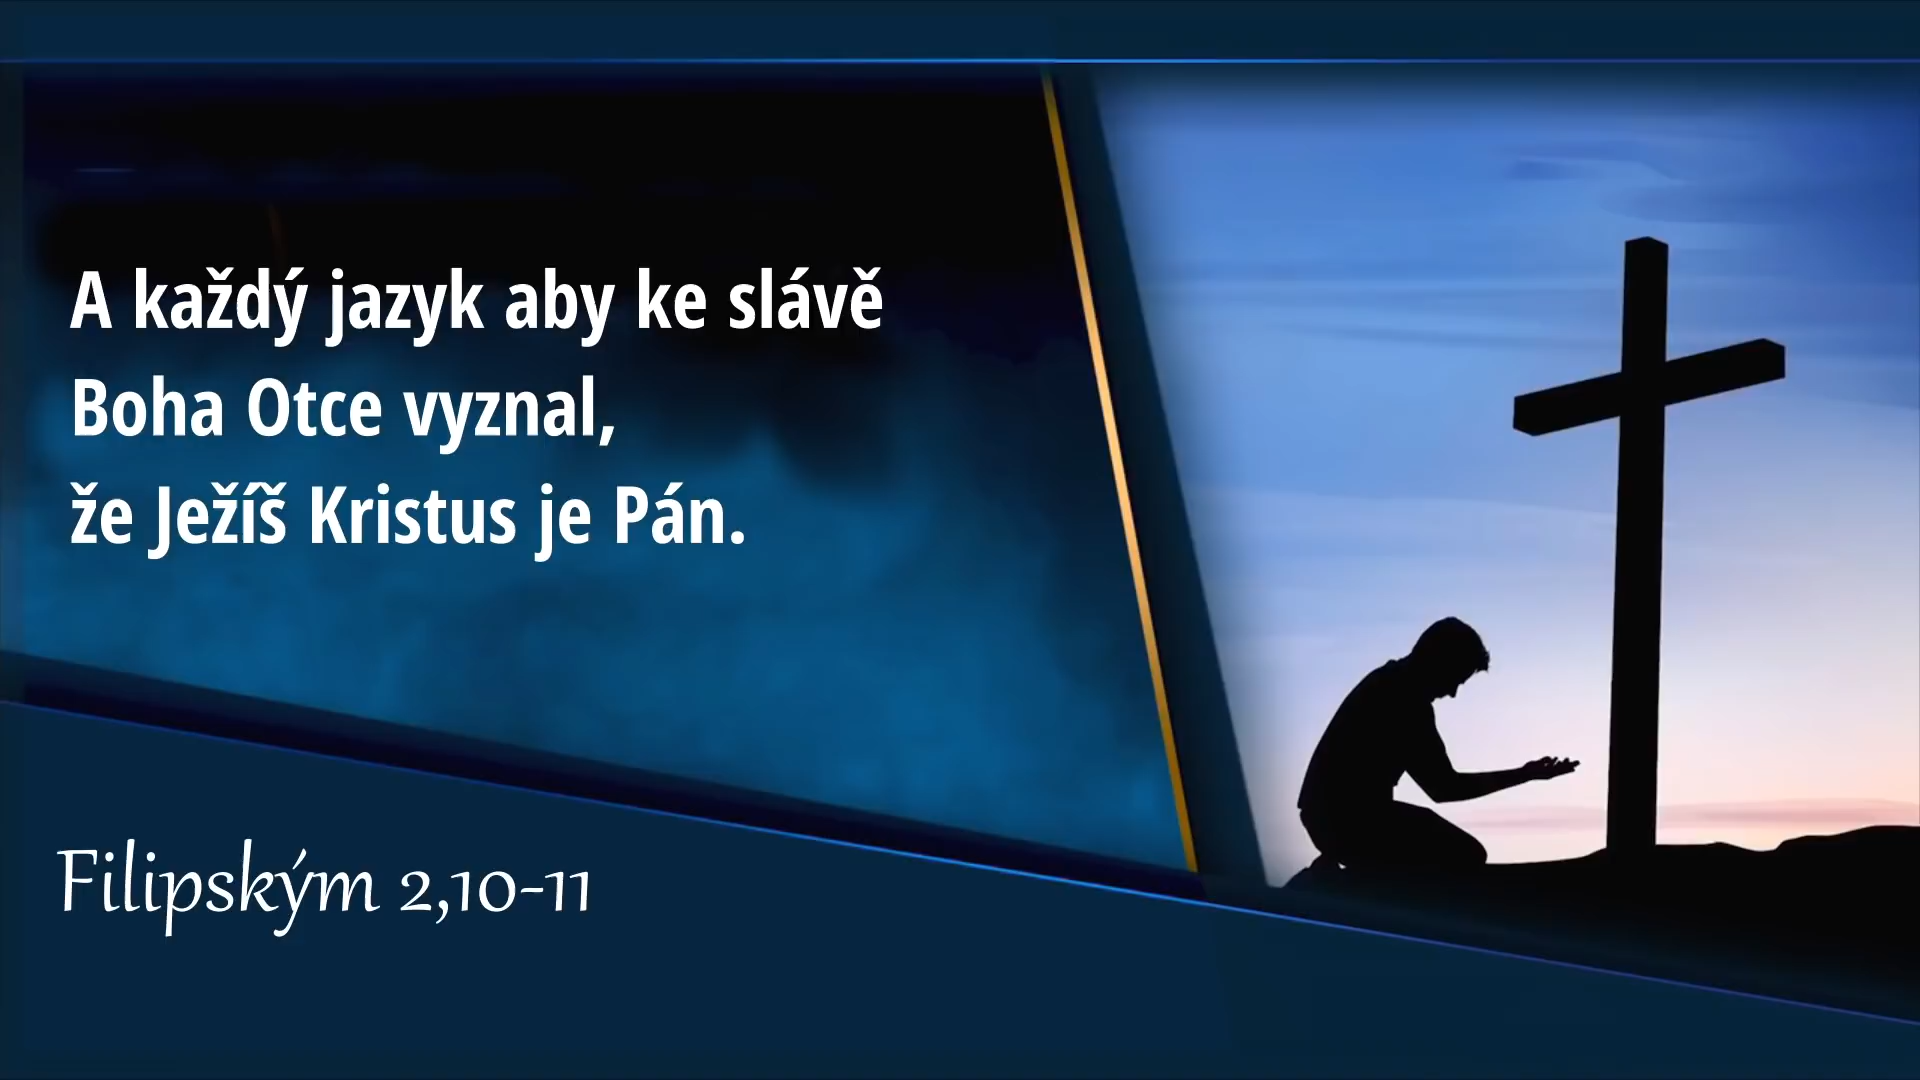 A každý jazyk aby ke slávě
Boha Otce vyznal,
že Ježíš Kristus je Pán.
Filipským 2,10-11